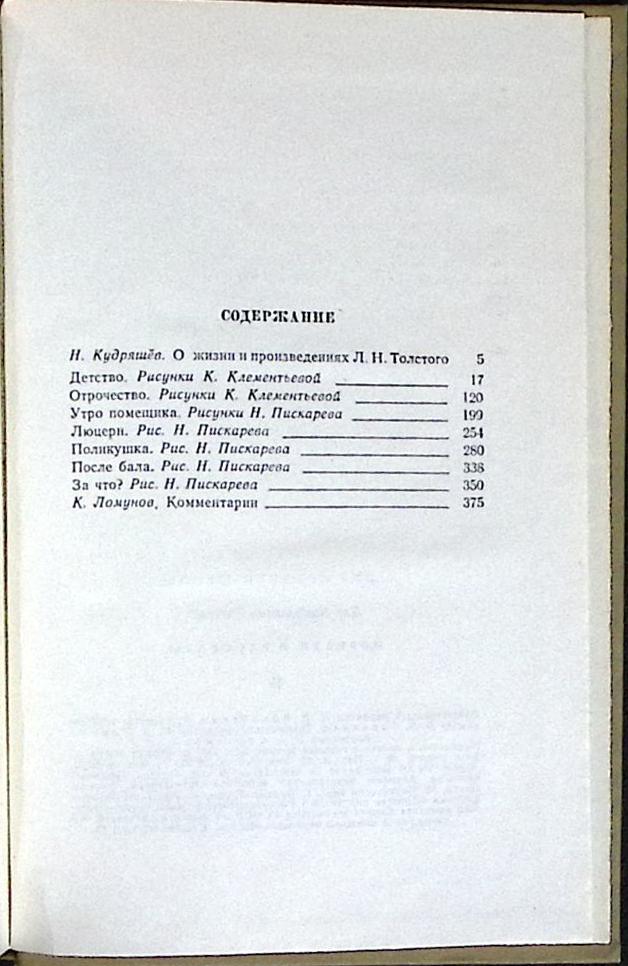 СОДЕРЖАНИЕ
Н. Кудряшёв. О жизни и произведениях Л. Н. Толстого 5
Детство. Рисунки К. Клементьевой 17
Отрочество. Рисунки К. Клементьевой 120
Утро помещика. Рисунки Н. Пискарева 199
Люцерн. Рис. Н. Пискарева 254
Поликушка. Рис. Н. Пискарева 280
После бала. Рис. Н. Пискарева 338
За что? Рис. Н. Пискарева 350
К. Ломунов. Комментарии 375